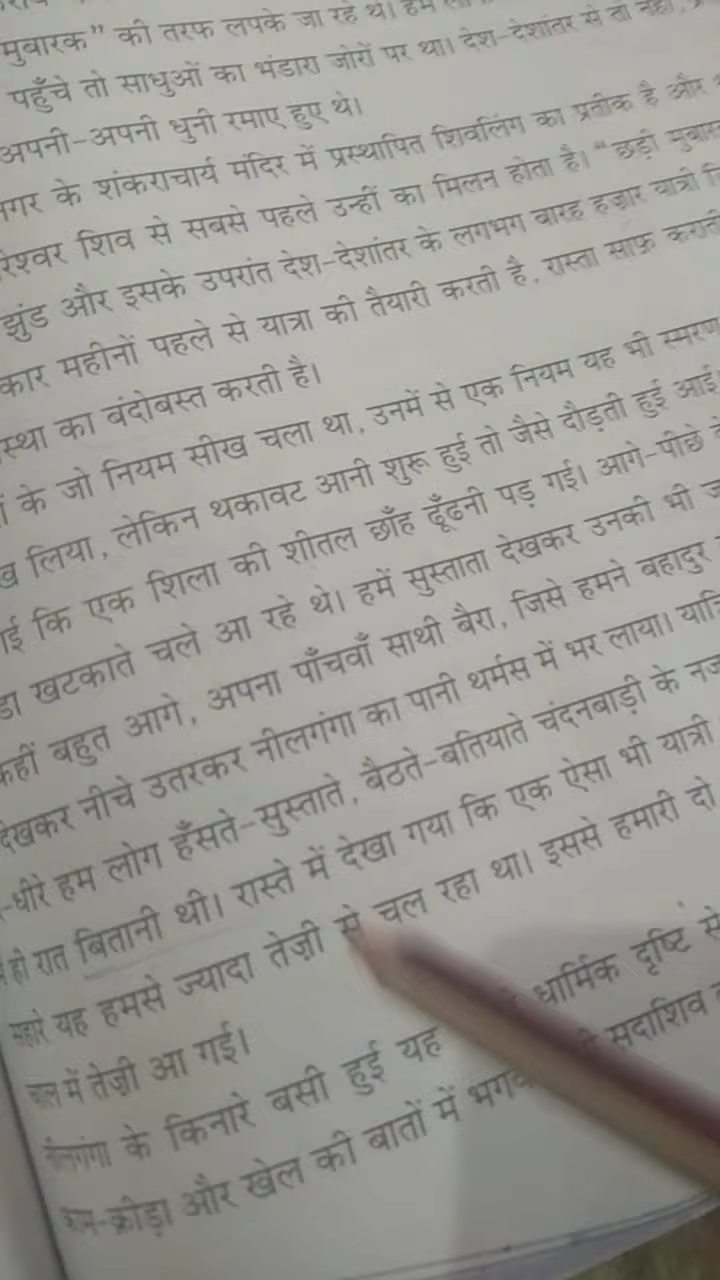 मुबारक” की तरफ लपके जा रहे थे। हम
पहुँचे तो साधुओं का भंडारा जोरों पर था। देश-देशांतर से तो नहीं,
अपनी-अपनी धुनी रमाए हुए थे।
के शंकराचार्य मंदिर में प्रस्थापित शिवलिंग का प्रतीक है और
शिव से सबसे पहले उन्हीं का मिलन होता है। “छड़ी
झुंड और इसके उपरांत देश-देशांतर के लगभग बारह हज़ार यात्री
महीनों पहले से यात्रा की तैयारी करती है, रास्ता साफ़
का बंदोबस्त करती है।
के जो नियम सीख चला था, उनमें से एक नियम यह भी स्मरण
लिया, लेकिन थकावट आनी शुरू हुई तो जैसे दौड़ती हुई आई
कि एक शिला की शीतल छाँह ढूँढनी पड़ गई। आगे-पीछे
खटकाते चले आ रहे थे। हमें सुस्ताता देखकर उनकी भी
बहुत आगे, अपना पाँचवाँ साथी बैरा, जिसे हमने बहादुर
देखकर नीचे उतरकर नीलगंगा का पानी थर्मस में भर लाया।
-धीरे हम लोग हँसते-सुस्ताते, बैठते-बतियाते चंदनबाड़ी के
ही रात बितानी थी। रास्ते में देखा गया कि एक ऐसा भी यात्री
यह हमसे ज्यादा तेज़ी से चल रहा था। इससे हमारी दो
में तेज़ी आ गई।
के किनारे बसी हुई यह धार्मिक दृष्टि से
-क्रीड़ा और खेल की बातों में सदाशिव